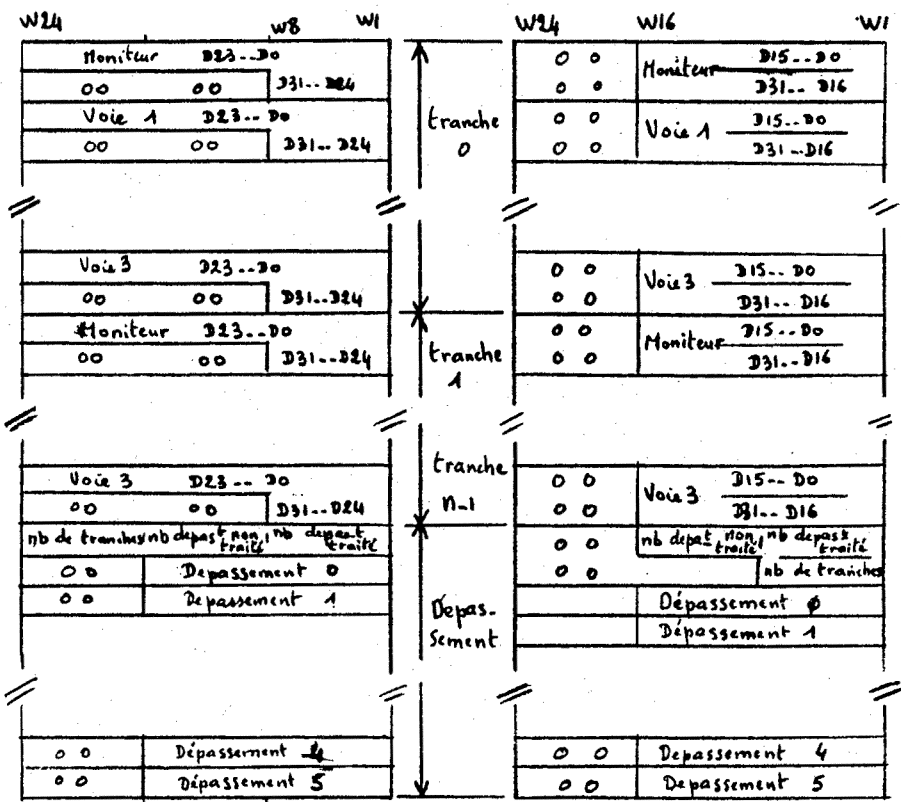 W24 W8 W1 W24 W16 W1
Moniteur D23..D0
00 00 D31..D24
Voie 1 D23..D0
00 00 D31..D24
tranche
0
0 0 Moniteur D15..D0
0 0 D31..D16
0 0 Voie 1 D15..D0
0 0 D31..D16
Voie 3 D23..D0
00 00 D31..D24
Moniteur D23..D0
00 00 D31..D24
tranche
1
0 0 Voie 3 D15..D0
0 0 D31..D16
0 0 Moniteur D15..D0
0 0 D31..D16
Voie 3 D23..D0
00 00 D31..D24
tranche
n-1
0 0 Voie 3 D15..D0
0 0 D31..D16
nb de tranches nb depast non traité nb depast traité
00 Depassement 0
00 Depassement 1
Dépas-
sement
0 0 nb depat non traité nb depast traité
0 0 nb de tranches
Dépassement 0
Dépassement 1
00 Dépassement 4
00 Dépassement 5
0 0 Depassement 4
0 0 Depassement 5